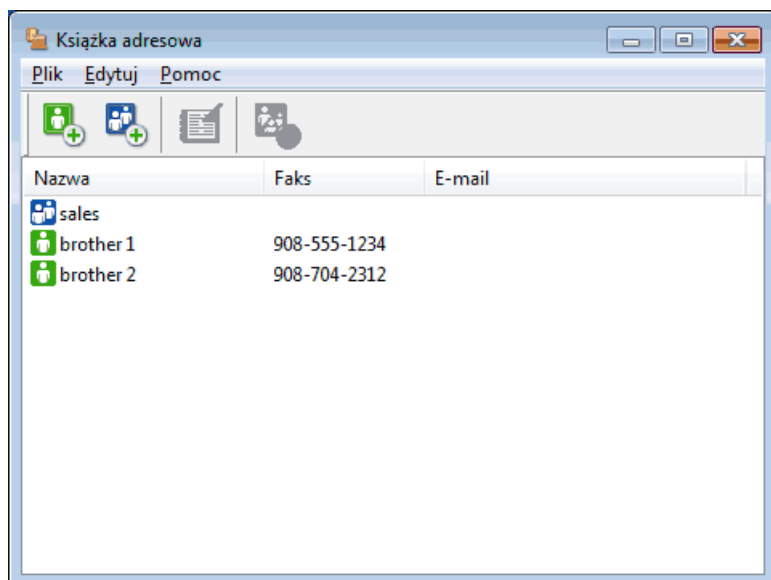 Książka adresowa
Plik Edytuj Pomoc
Nazwa Faks E-mail
sales
brother 1 908-555-1234
brother 2 908-704-2312